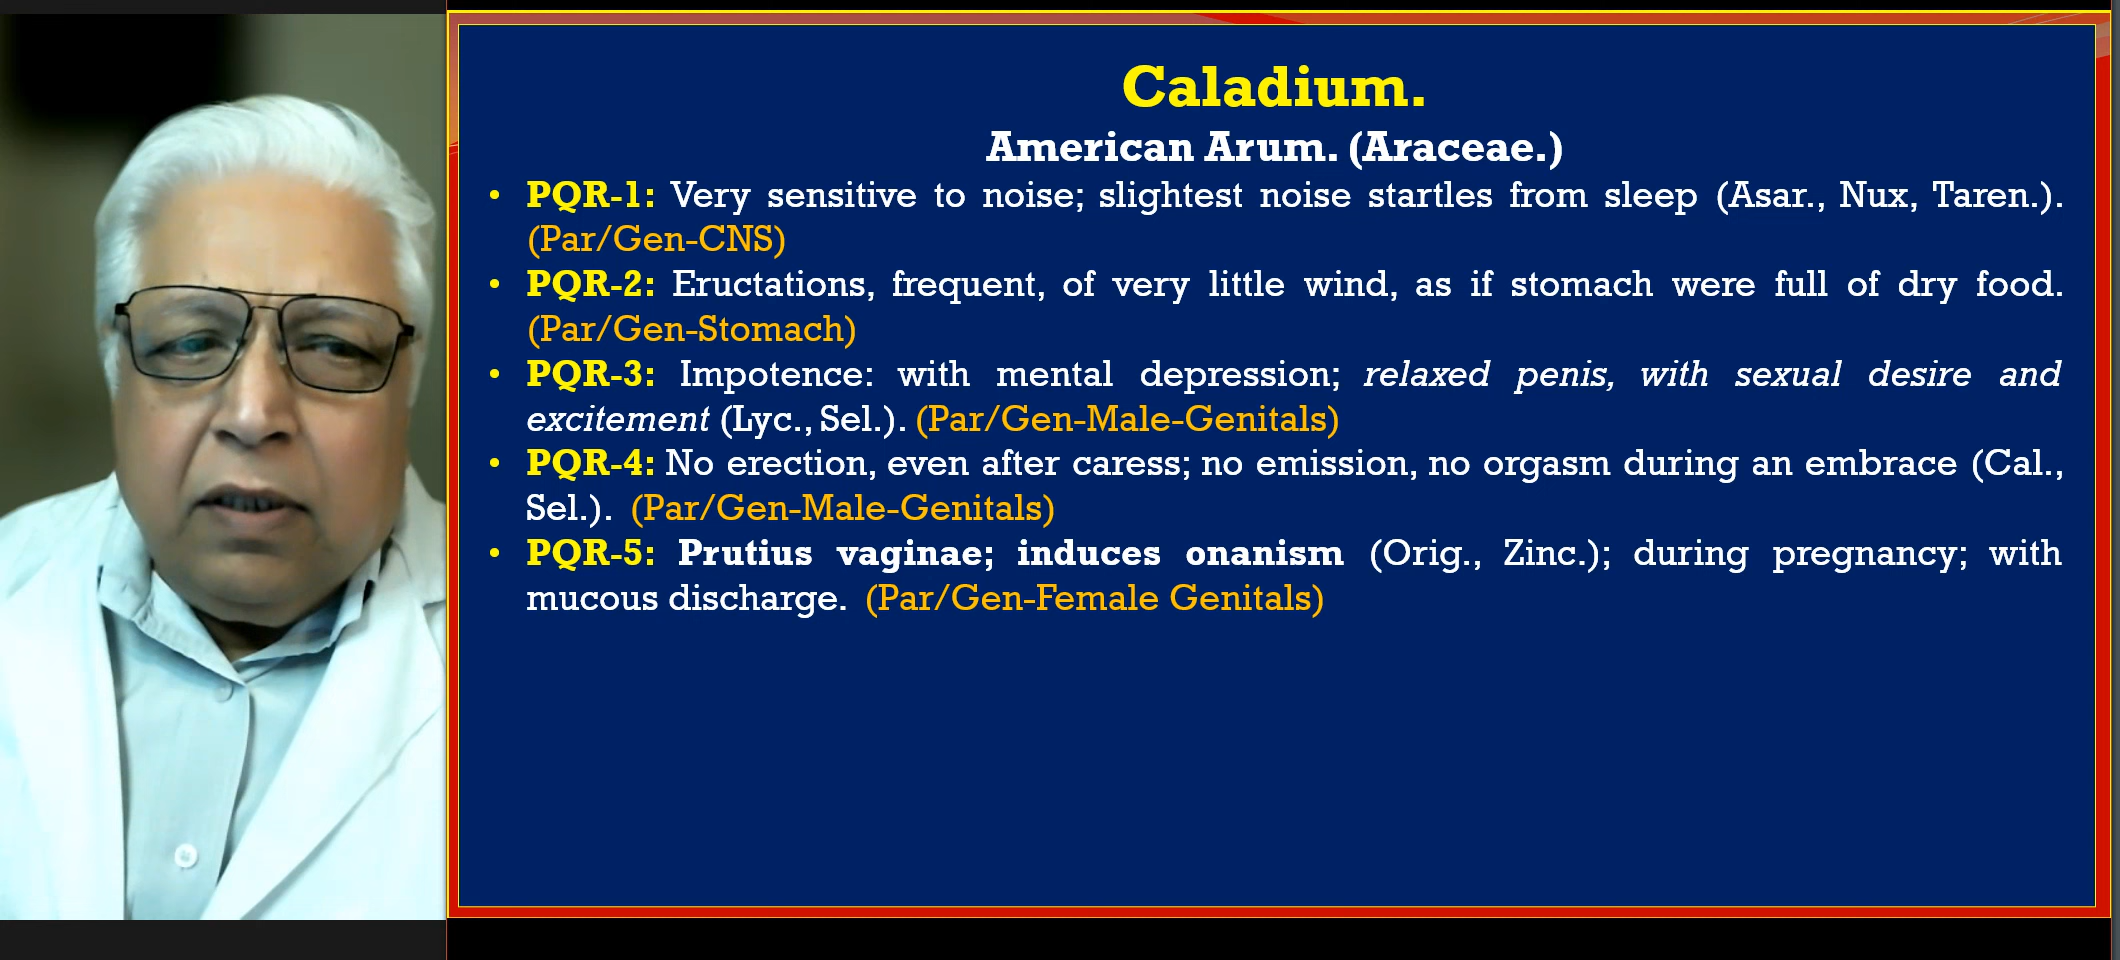 Caladium.
American Arum. (Araceae.)
• PQR-1: Very sensitive to noise; slightest noise startles from sleep (Asar., Nux, Taren.).
(Par/Gen-CNS)
• PQR-2: Eructations, frequent, of very little wind, as if stomach were full of dry food.
(Par/Gen-Stomach)
• PQR-3: Impotence: with mental depression; relaxed penis, with sexual desire and
excitement (Lyc., Sel.). (Par/Gen-Male-Genitals)
• PQR-4: No erection, even after caress; no emission, no orgasm during an embrace (Cal.,
Sel.). (Par/Gen-Male-Genitals)
• PQR-5: Prutius vaginae; induces onanism (Orig., Zinc.); during pregnancy; with
mucous discharge. (Par/Gen-Female Genitals)